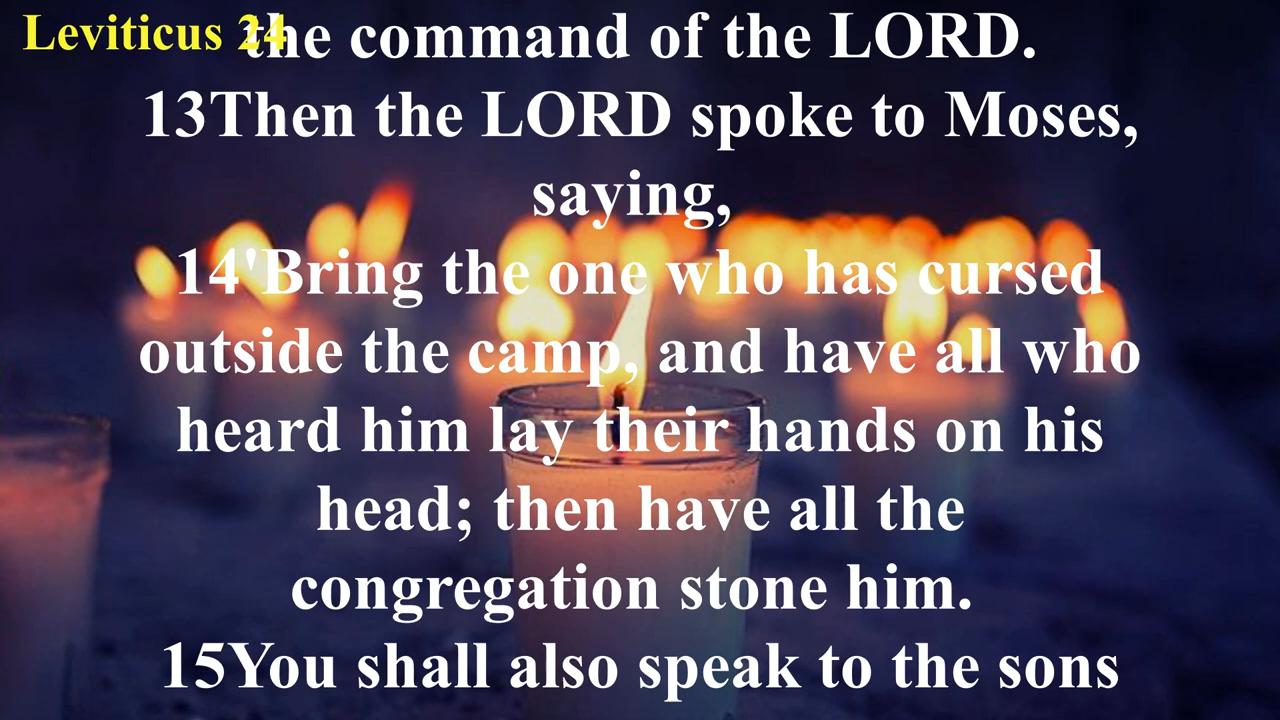 Leviticus 24
the command of the LORD.
13Then the LORD spoke to Moses,
saying,
14'Bring the one who has cursed
outside the camp, and have all who
heard him lay their hands on his
head; then have all the
congregation stone him.
15You shall also speak to the sons